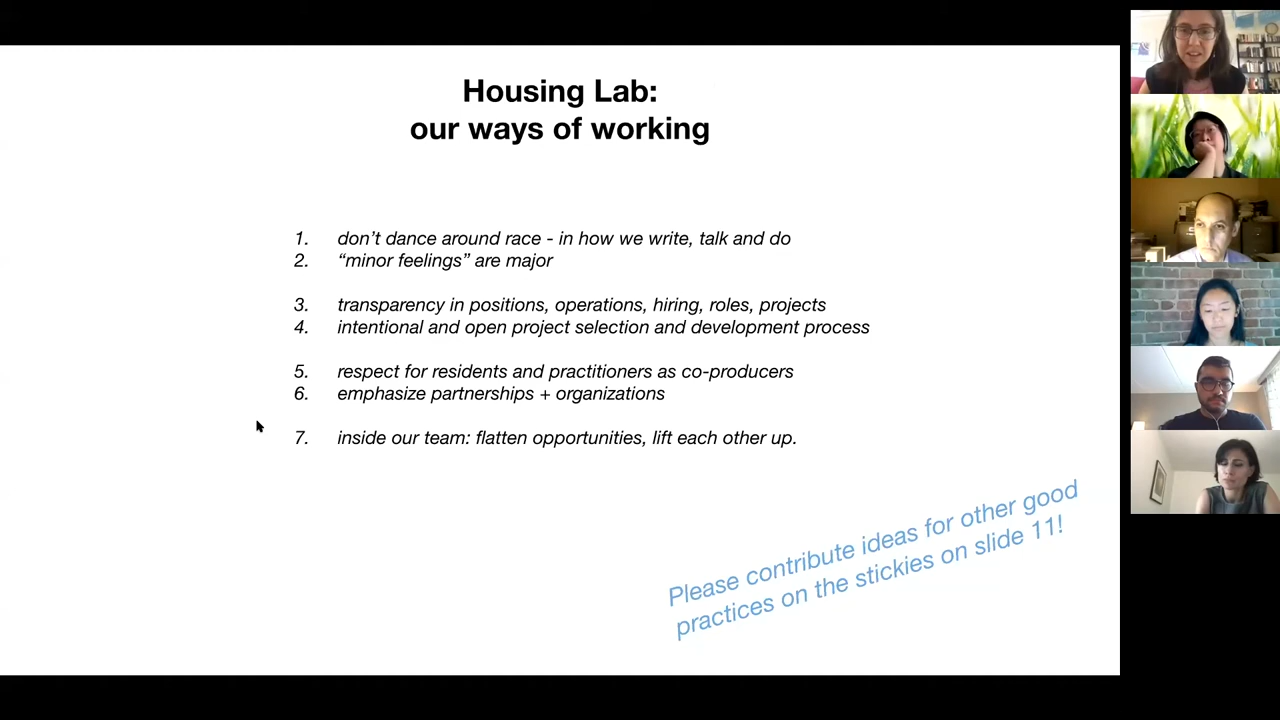 Housing Lab:
our ways of working
1. don’t dance around race - in how we write, talk and do
2. “minor feelings” are major
3. transparency in positions, operations, hiring, roles, projects
4. intentional and open project selection and development process
5. respect for residents and practitioners as co-producers
6. emphasize partnerships + organizations
7. inside our team: flatten opportunities, lift each other up.
Please contribute ideas for other good
practices on the stickies on slide 11!